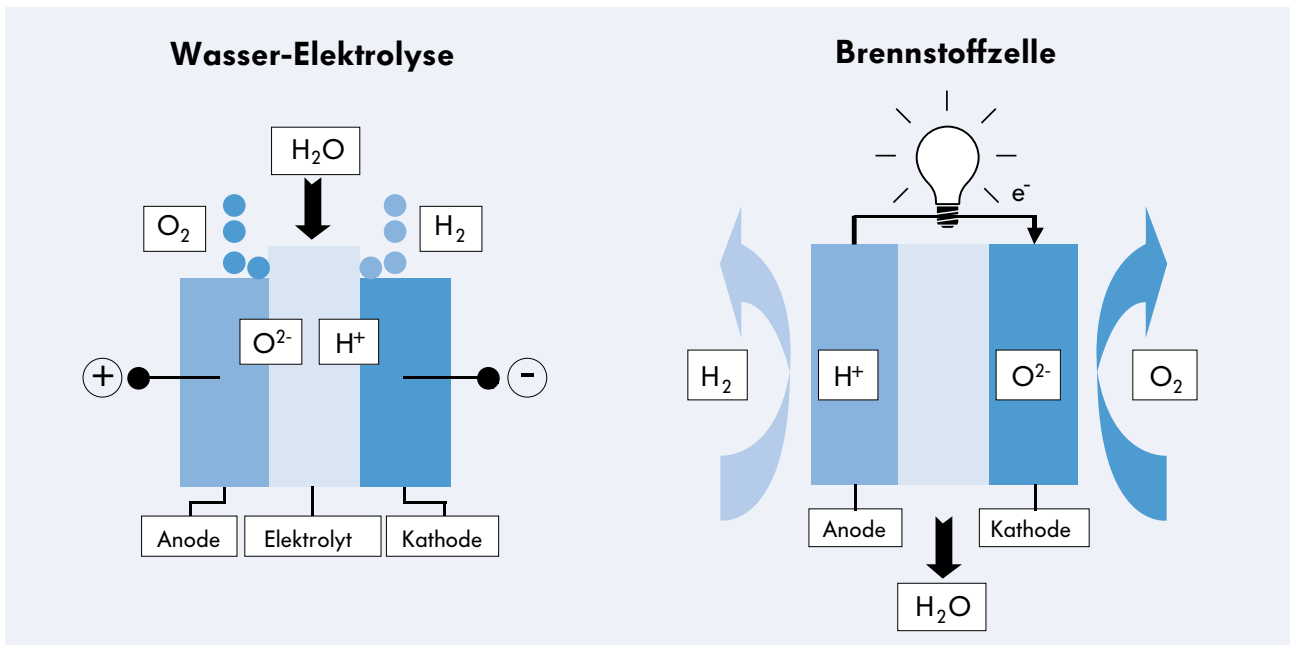 Wasser-Elektrolyse
H₂O
O₂
H₂
O²⁻
H⁺
+
-
Anode
Elektrolyt
Kathode
Brennstoffzelle
e⁻
H₂
H⁺
O²⁻
O₂
Anode
Kathode
H₂O